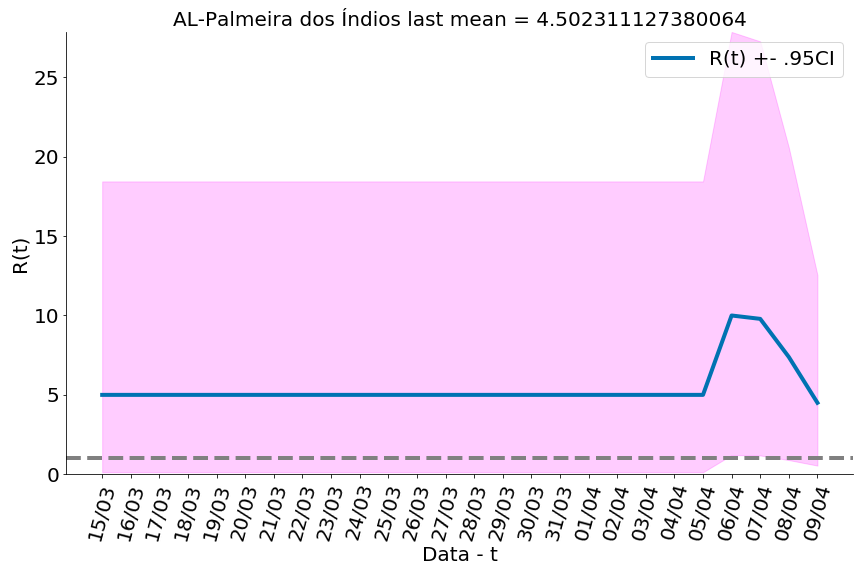 AL-Palmeira dos Índios last mean = 4.502311127380064
R(t) +- .95CI
25
20
15
10
5
0
R(t)
15/03 16/03 17/03 18/03 19/03 20/03 21/03 22/03 23/03 24/03 25/03 26/03 27/03 28/03 29/03 30/03 31/03 01/04 02/04 03/04 04/04 05/04 06/04 07/04 08/04 09/04
Data - t